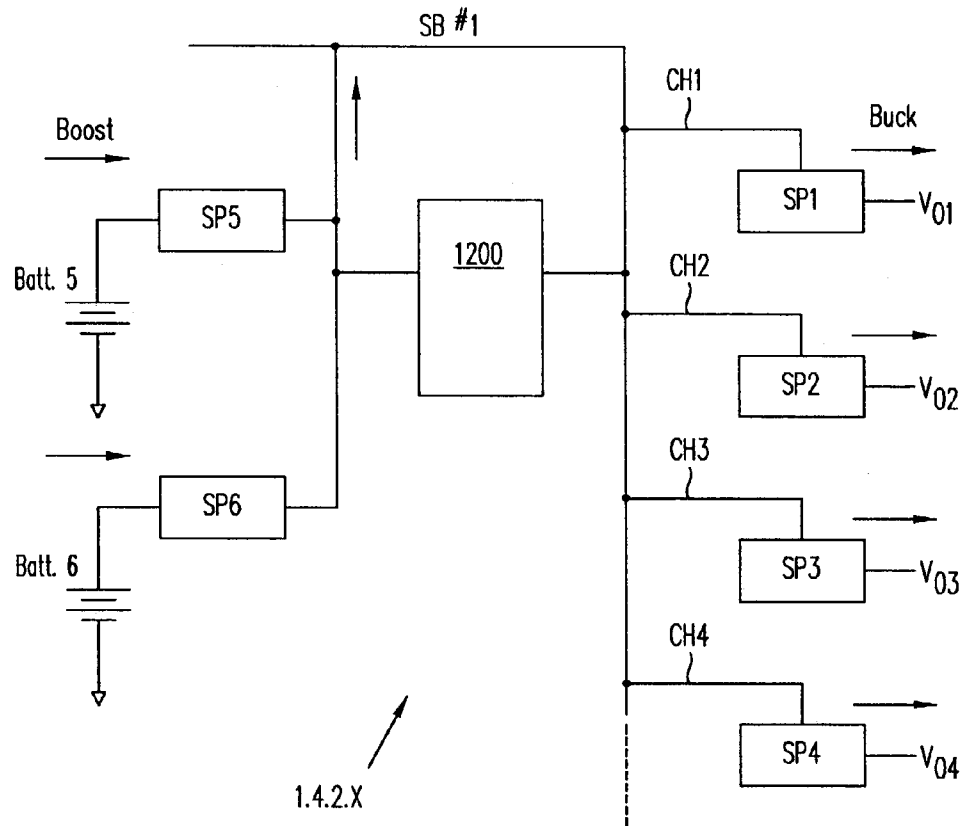 SB #1
CH1
Boost
Buck
SP5
SP1
V01
1200
CH2
Batt. 5
SP2
V02
CH3
SP6
SP3
V03
Batt. 6
CH4
SP4
V04
1.4.2.X